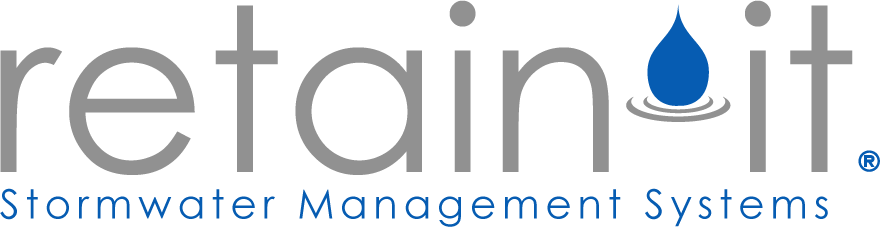 retain it®
Stormwater Management Systems